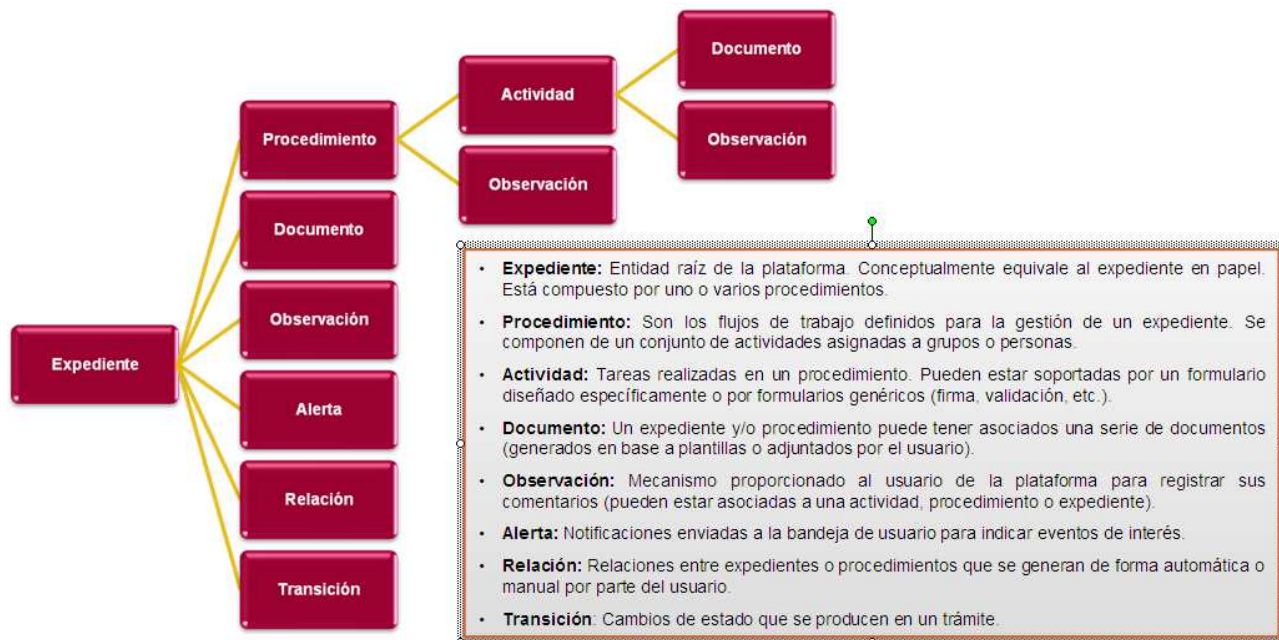 Documento
Actividad
Procedimiento
Observación
Observación
Documento
Observación
Expediente
Alerta
Relación
Transición
• Expediente: Entidad raíz de la plataforma. Conceptualmente equivale al expediente en papel.
Está compuesto por uno o varios procedimientos.
• Procedimiento: Son los flujos de trabajo definidos para la gestión de un expediente. Se
componen de un conjunto de actividades asignadas a grupos o personas.
• Actividad: Tareas realizadas en un procedimiento. Pueden estar soportadas por un formulario
diseñado específicamente o por formularios genéricos (firma, validación, etc.).
• Documento: Un expediente y/o procedimiento puede tener asociados una serie de documentos
(generados en base a plantillas o adjuntados por el usuario).
• Observación: Mecanismo proporcionado al usuario de la plataforma para registrar sus
comentarios (pueden estar asociadas a una actividad, procedimiento o expediente).
• Alerta: Notificaciones enviadas a la bandeja de usuario para indicar eventos de interés.
• Relación: Relaciones entre expedientes o procedimientos que se generan de forma automática o
manual por parte del usuario.
• Transición: Cambios de estado que se producen en un trámite.